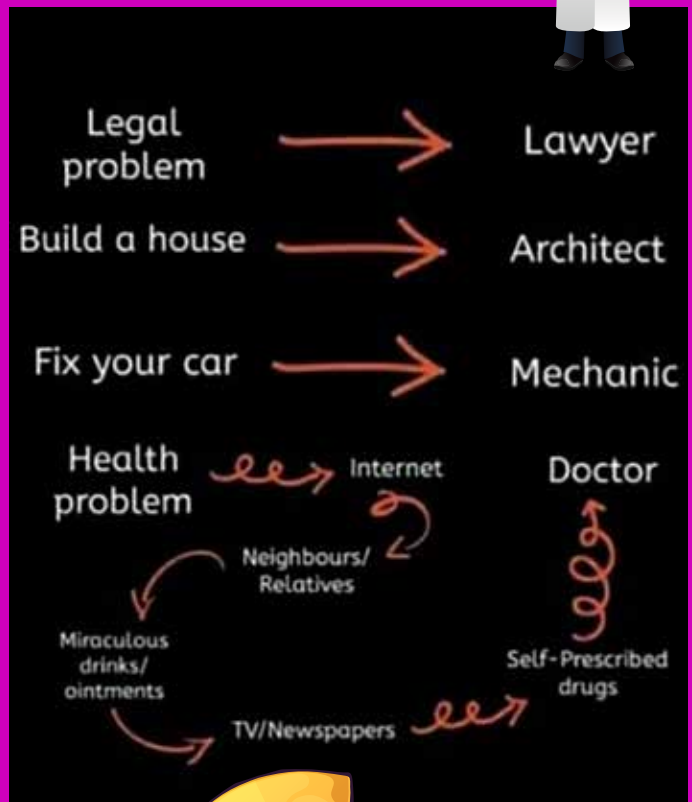 Legal
problem
Lawyer
Build a house
Architect
Fix your car
Mechanic
Health
problem
Internet
Doctor
Neighbours/
Relatives
Miraculous
drinks/
ointments
TV/Newspapers
Self-Prescribed
drugs